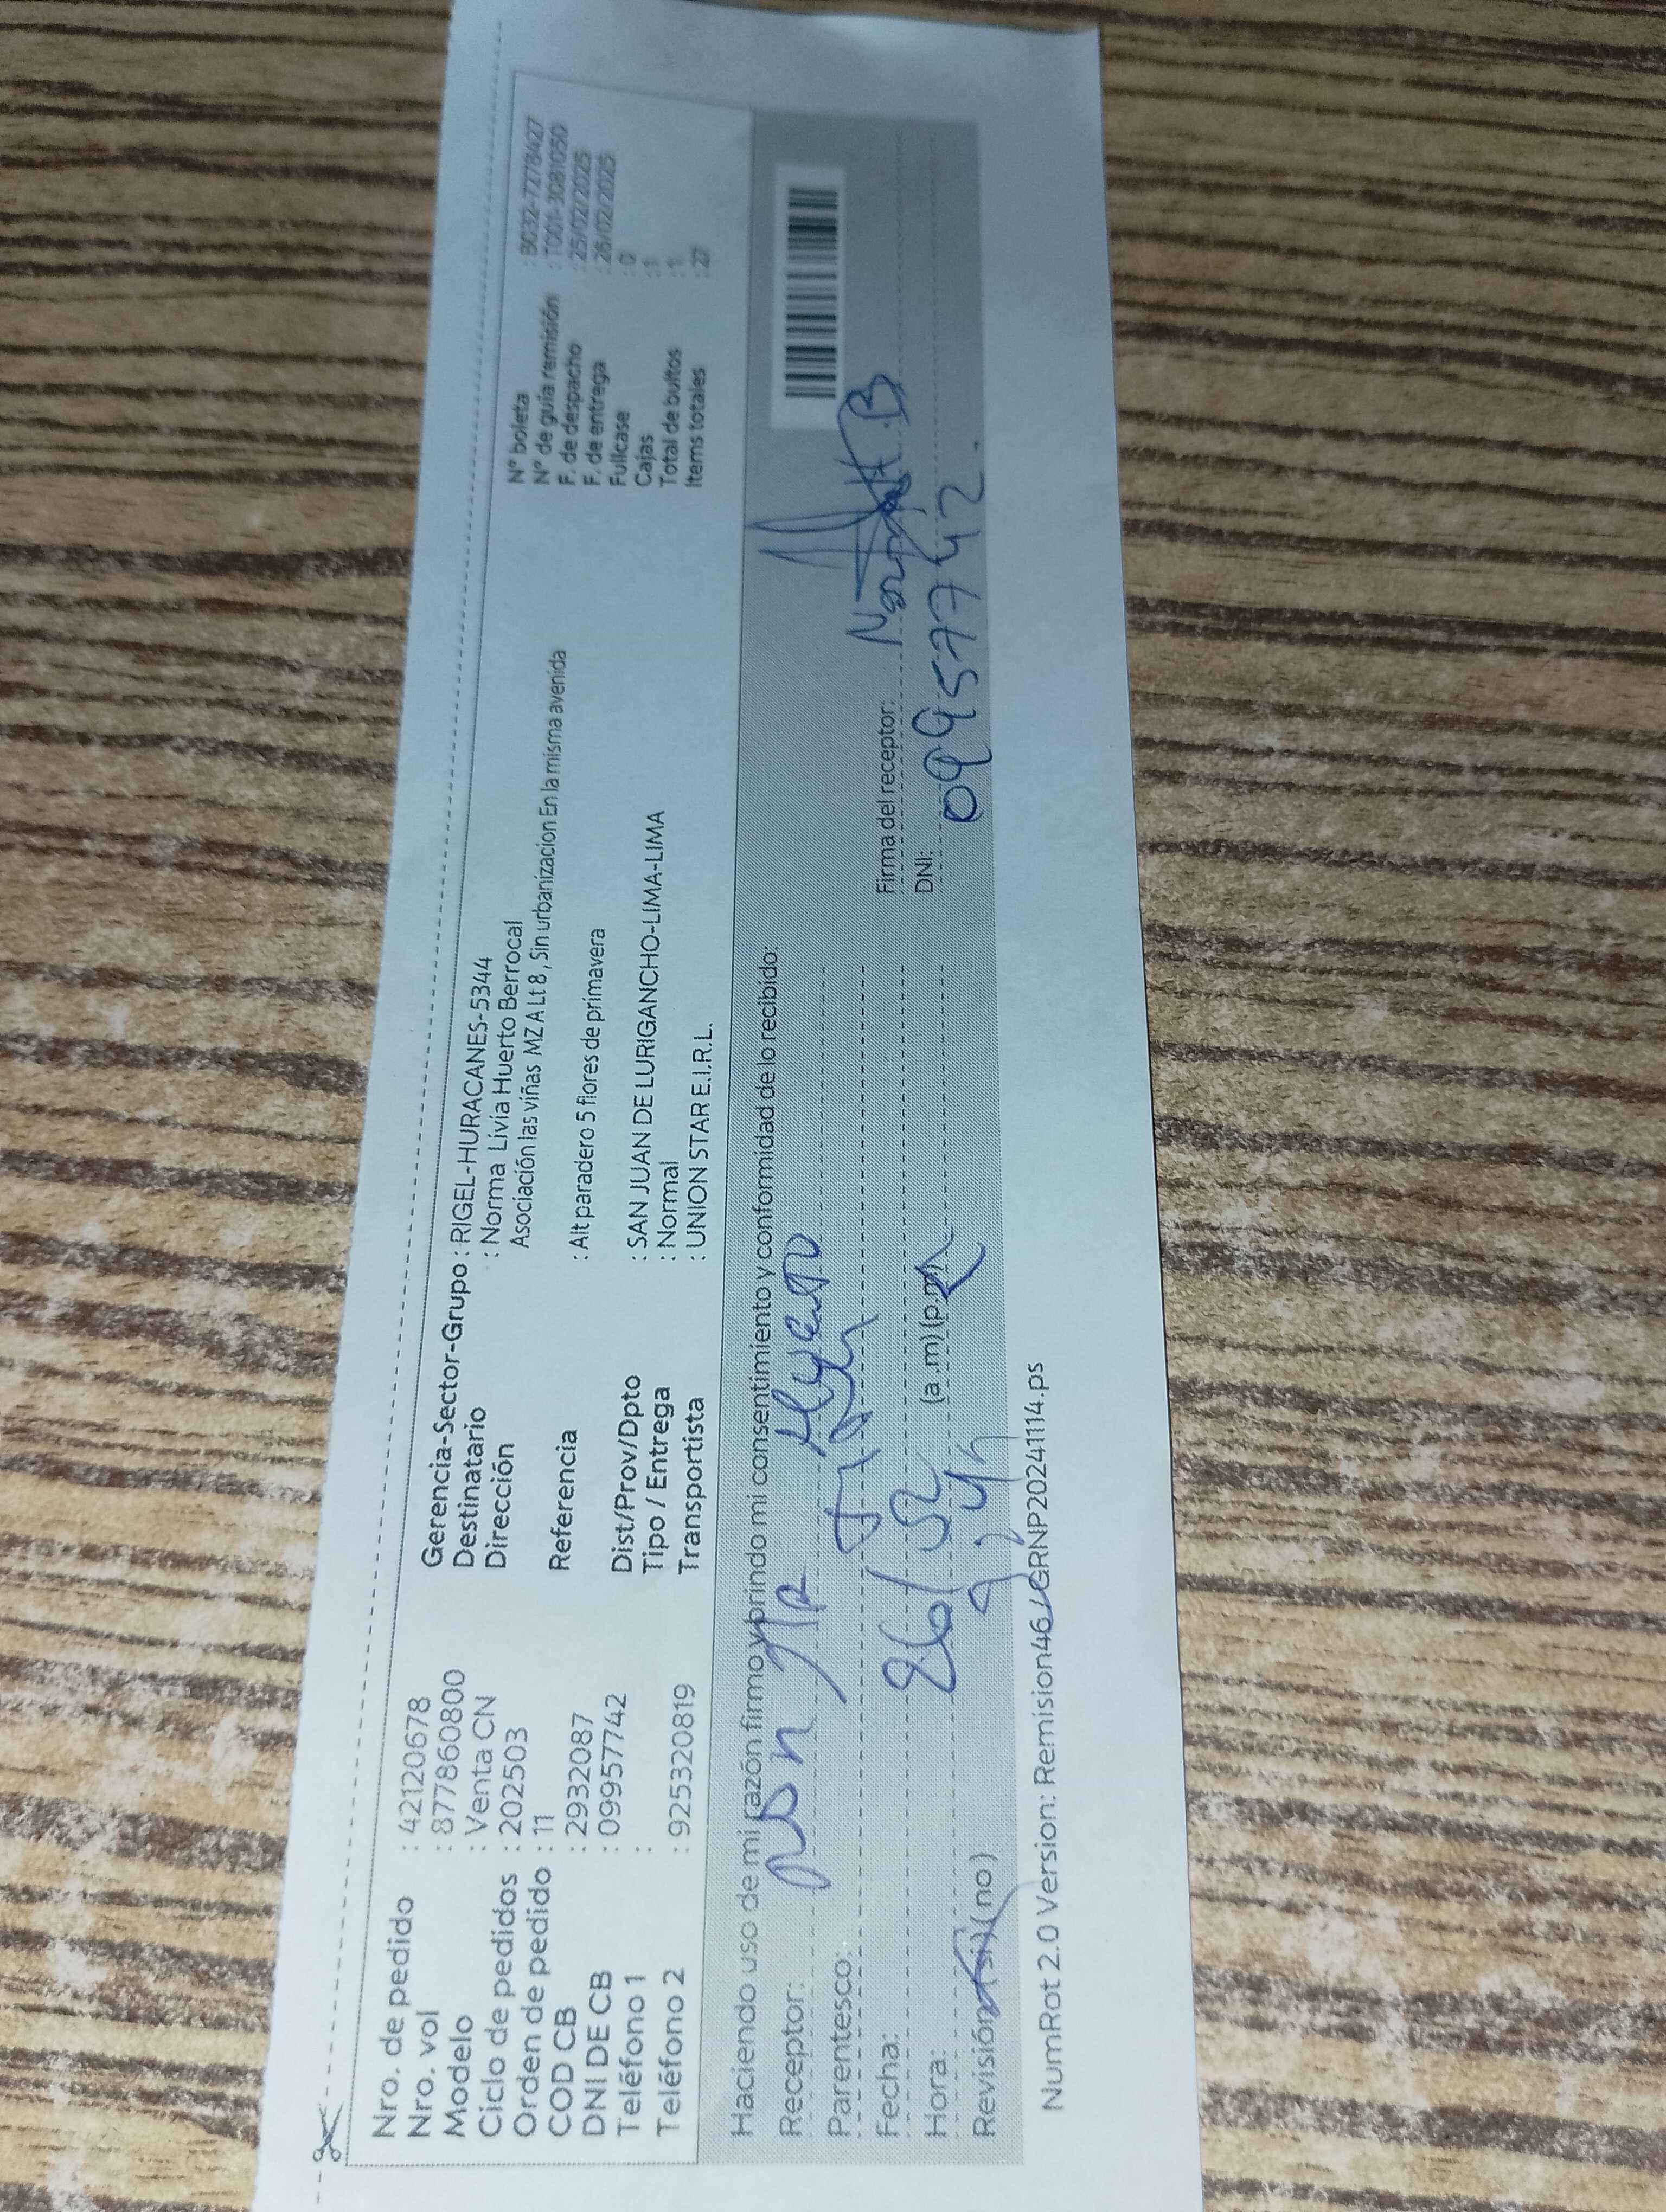 Nro. de pedido : 42120678
Nro. vol : 877860800
Modelo : Venta CN
Ciclo de pedidos : 202503
Orden de pedido : 11
COD CB : 2932087
DNI DE CB : 09957742
Teléfono 1 :
Teléfono 2 : 925320819
Gerencia-Sector-Grupo : RIGEL-HURACANES-5344
Destinatario : Norma Livia Huerto Berrocal
Dirección Asociación las viñas MZ A Lt 8 , Sin urbanizacion En la misma avenida
Referencia : Alt paradero 5 flores de primavera
Dist/Prov/Dpto : SAN JUAN DE LURIGANCHO-LIMA-LIMA
Tipo / Entrega : Normal
Transportista : UNION STAR E.I.R.L.
N° boleta : B032-72778427
N° de guía remisión : T001-30811050
F. de despacho : 25/02/2025
F. de entrega : 26/02/2025
Fullcase : 0
Cajas : 1
Total de bultos : 1
Items totales : 27
Haciendo uso de mi razón firmo y brindo mi consentimiento y conformidad de lo recibido:
Receptor: Huerto
Parentesco:
Fecha: 26/02
Hora: (a.m)(p.m)
Revisión (si)(no)
Firma del receptor: H.B
DNI: 09957742
NumRot 2.0 Version: Remision46_GRNP20241114.ps